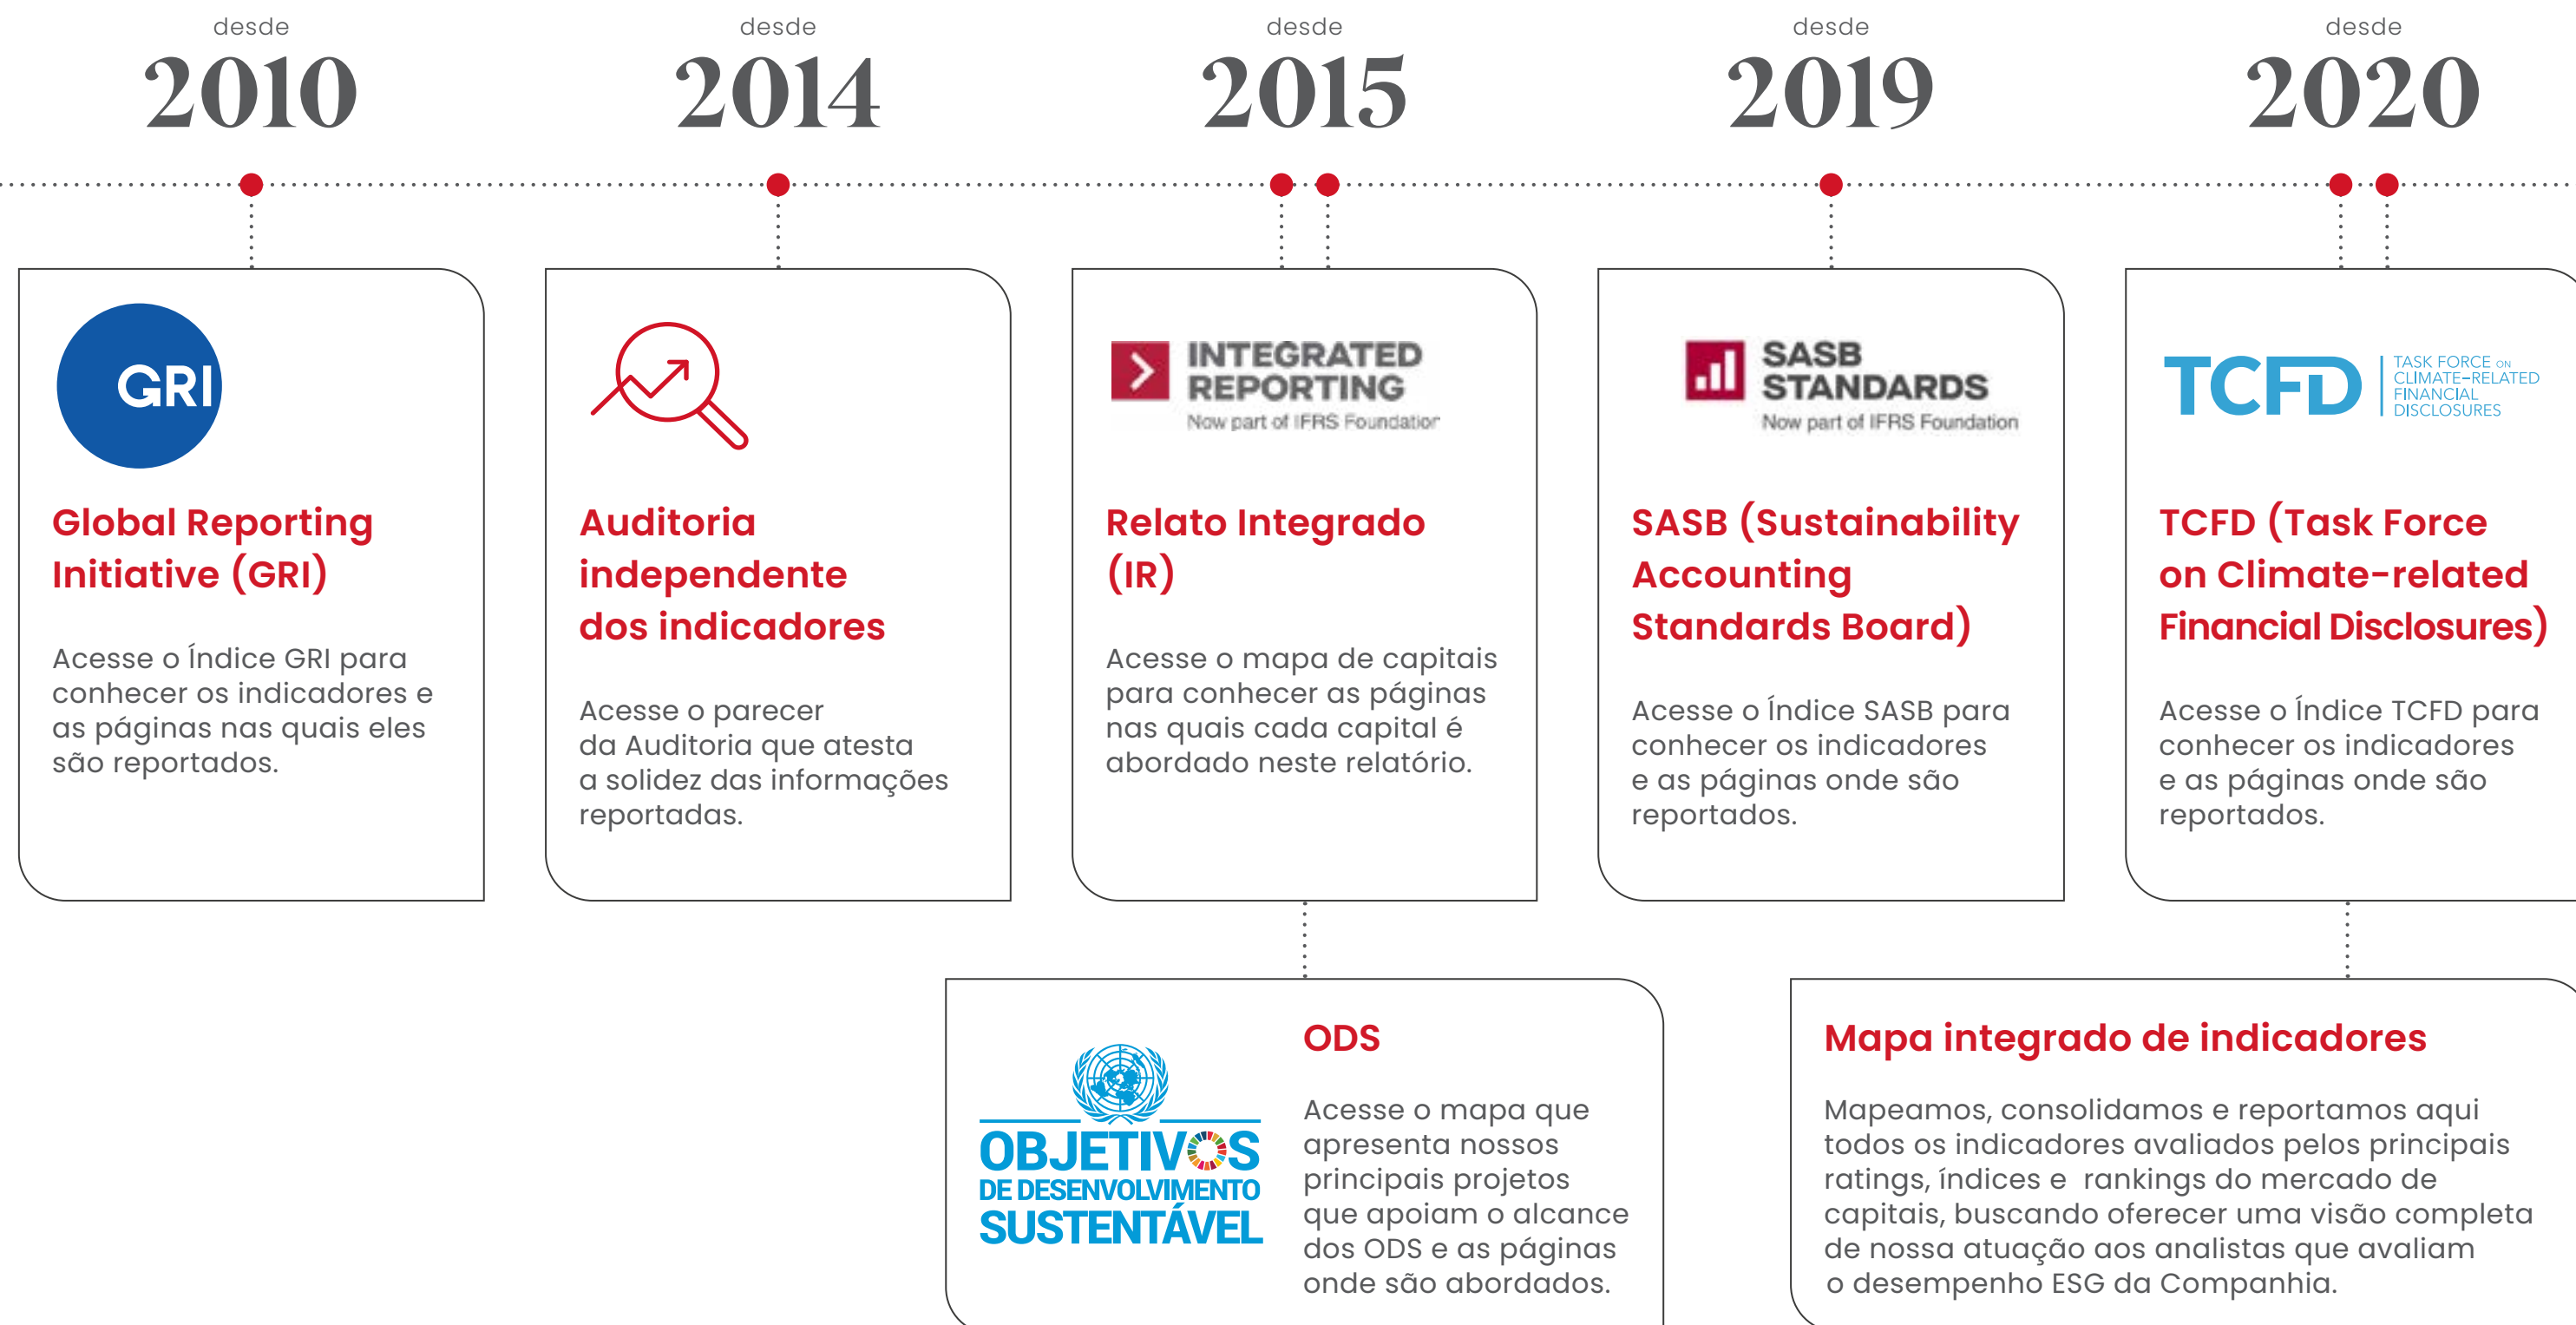 desde
2010
desde
2014
desde
2015
desde
2019
desde
2020
GRI
Global Reporting
Initiative (GRI)
Acesse o Índice GRI para
conhecer os indicadores e
as páginas nas quais eles
são reportados.
Auditoria
independente
dos indicadores
Acesse o parecer
da Auditoria que atesta
a solidez das informações
reportadas.
INTEGRATED
REPORTING
Now part of IFRS Foundation
Relato Integrado
(IR)
Acesse o mapa de capitais
para conhecer as páginas
nas quais cada capital é
abordado neste relatório.
SASB
STANDARDS
Now part of IFRS Foundation
SASB (Sustainability
Accounting
Standards Board)
Acesse o Índice SASB para
conhecer os indicadores
e as páginas onde são
reportados.
TCFD
TASK FORCE ON
CLIMATE-RELATED
FINANCIAL
DISCLOSURES
TCFD (Task Force
on Climate-related
Financial Disclosures)
Acesse o Índice TCFD para
conhecer os indicadores
e as páginas onde são
reportados.
OBJETIVOS
DE DESENVOLVIMENTO
SUSTENTÁVEL
ODS
Acesse o mapa que
apresenta nossos
principais projetos
que apoiam o alcance
dos ODS e as páginas
onde são abordados.
Mapa integrado de indicadores
Mapeamos, consolidamos e reportamos aqui
todos os indicadores avaliados pelos principais
ratings, índices e rankings do mercado de
capitais, buscando oferecer uma visão completa
de nossa atuação aos analistas que avaliam
o desempenho ESG da Companhia.